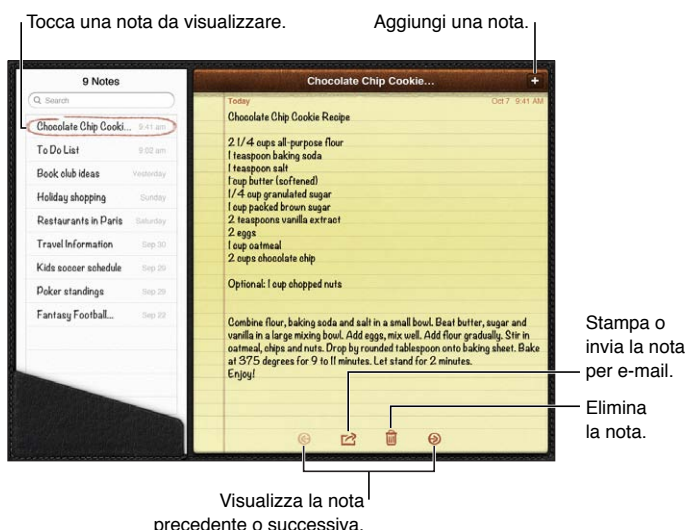 Tocca una nota da visualizzare.
Aggiungi una nota.
9 Notes
Search
Chocolate Chip Cooki... 9:41 am
To Do List 9:02 am
Book club ideas Yesterday
Holiday shopping Sunday
Restaurants in Paris Saturday
Travel Information Sep 30
Kids soccer schedule Sep 29
Poker standings Sep 29
Fantasy Football... Sep 29
Chocolate Chip Cookie...
+
Today Oct 7 9:41 AM
Chocolate Chip Cookie Recipe
2 1/4 cups all-purpose flour
1 teaspoon baking soda
1 teaspoon salt
1 cup butter (softened)
1/4 cup granulated sugar
1 cup packed brown sugar
2 teaspoons vanilla extract
2 eggs
1 cup oatmeal
2 cups chocolate chip
Optional: 1 cup chopped nuts
Combine flour, baking soda and salt in a small bowl. Beat butter, sugar and
vanilla in a large mixing bowl. Add eggs, mix well. Add flour gradually. Stir in
oatmeal, chips and nuts. Drop by rounded tablespoon onto baking sheet. Bake
at 375 degrees for 9 to 11 minutes. Let stand for 2 minutes.
Enjoy!
Stampa o
invia la nota
per e-mail.
Elimina
la nota.
Visualizza la nota
precedente o successiva.